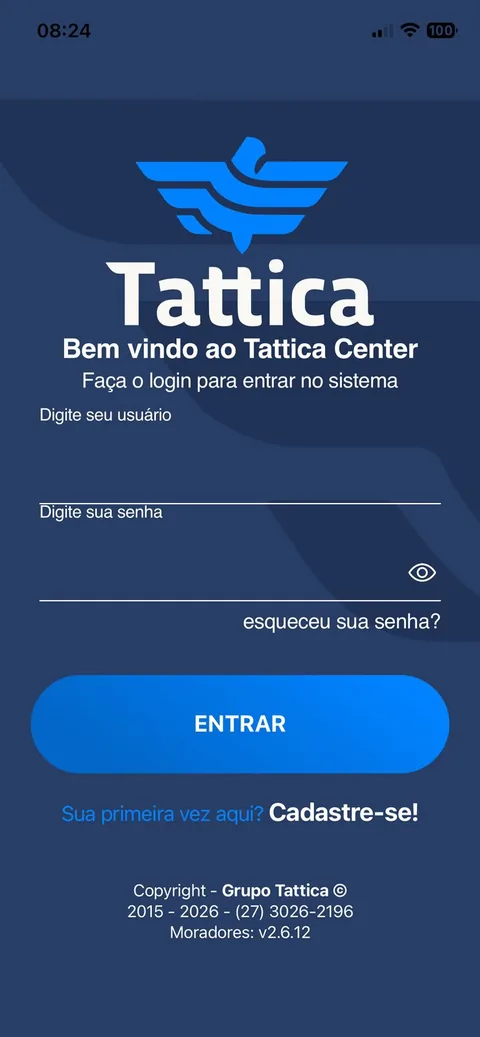 08:24
100
Tattica
Bem vindo ao Tattica Center
Faça o login para entrar no sistema
Digite seu usuário
Digite sua senha
esqueceu sua senha?
ENTRAR
Sua primeira vez aqui? Cadastre-se!
Copyright - Grupo Tattica ©
2015 - 2026 - (27) 3026-2196
Moradores: v2.6.12